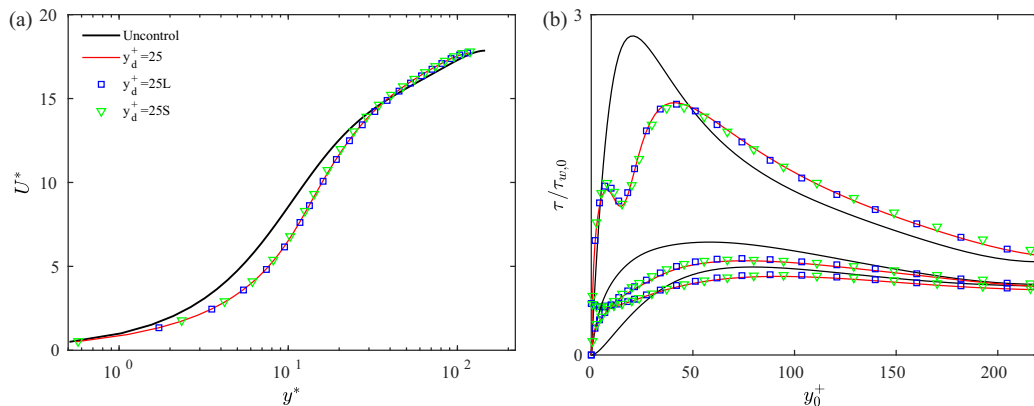 (a)
20
15
10
5
0
U*
Uncontrol
y_d^+=25
y_d^+=25L
y_d^+=25S
10^0
10^1
10^2
y*
(b)
3
τ/τ_{w,0}
0
0
50
100
150
200
y_0^+